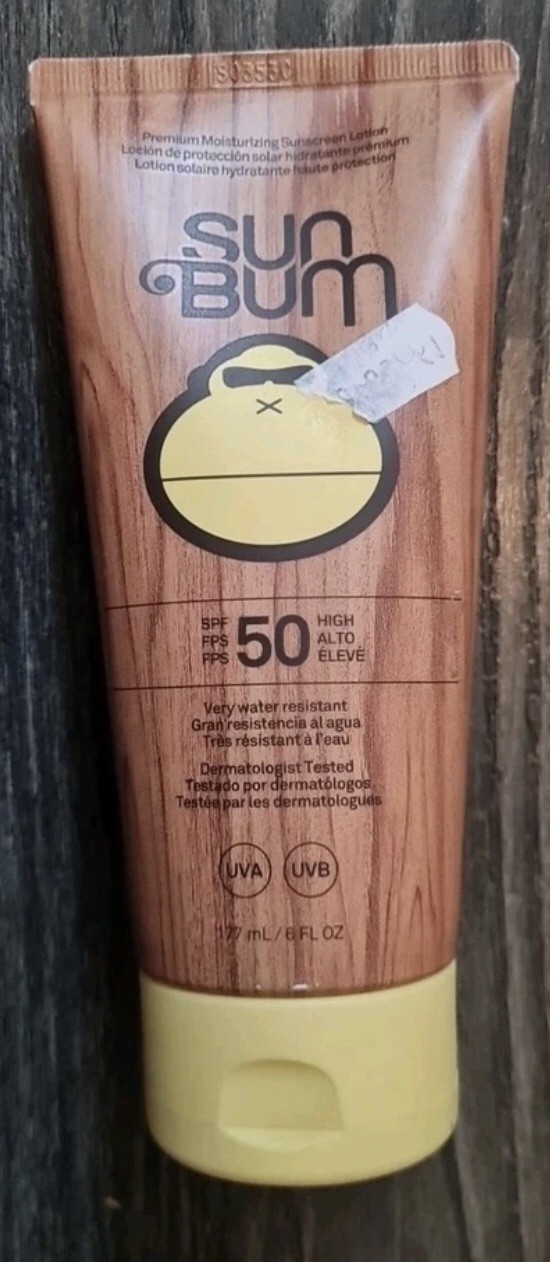 S0353C
Premium Moisturizing Sunscreen Lotion
Loción de protección solar hidratante prémium
Lotion solaire hydratante haute protection
sun
Bum
SPF
FPS
FPS
50
HIGH
ALTO
ÉLEVÉ
Very water resistant
Gran resistencia al agua
Très résistant à l'eau
Dermatologist Tested
Testado por dermatólogos
Testée par les dermatologues
UVA UVB
177 mL / 6 FL OZ